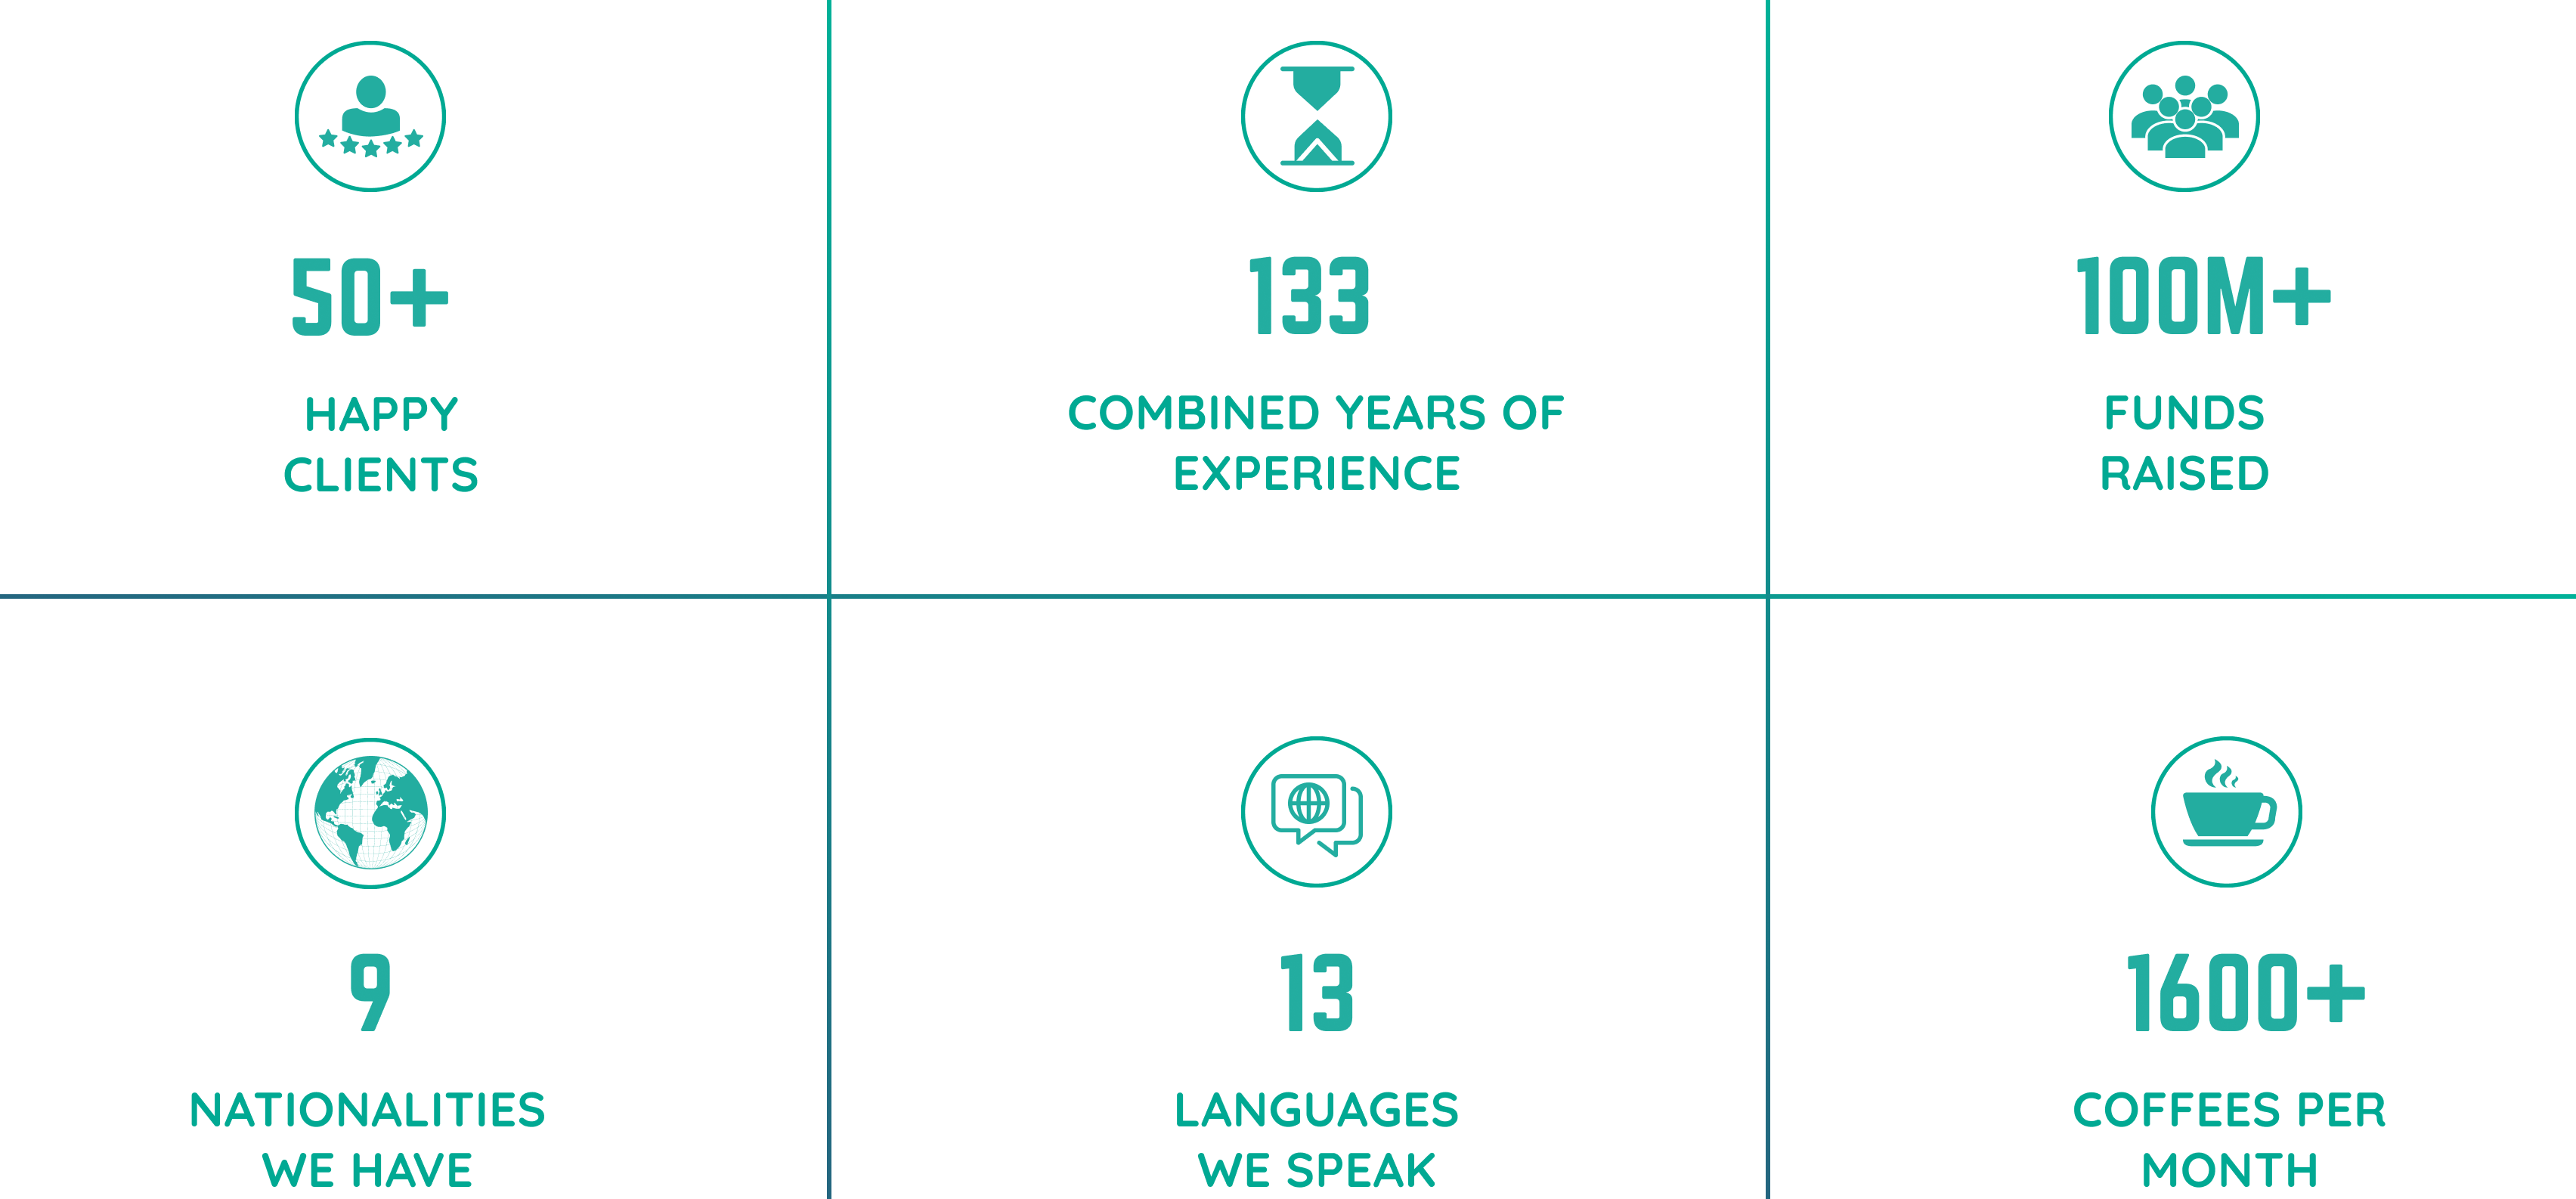 50+
HAPPY
CLIENTS
133
COMBINED YEARS OF
EXPERIENCE
100M+
FUNDS
RAISED
9
NATIONALITIES
WE HAVE
13
LANGUAGES
WE SPEAK
1600+
COFFEES PER
MONTH